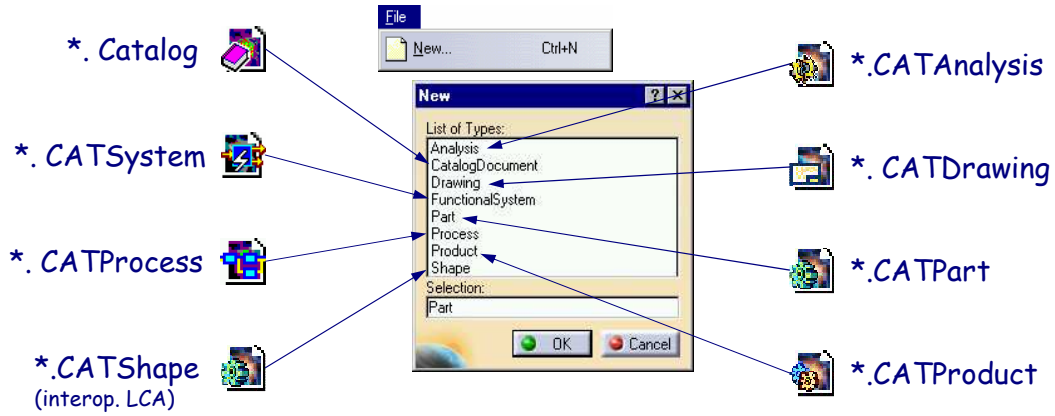 File
New... Ctrl+N
*. Catalog
*. CATSystem
*. CATProcess
*.CATShape
(interop. LCA)
New
List of Types:
Analysis
CatalogDocument
Drawing
FunctionalSystem
Part
Process
Product
Shape
Selection:
Part
OK Cancel
*.CATAnalysis
*. CATDrawing
*.CATPart
*.CATProduct